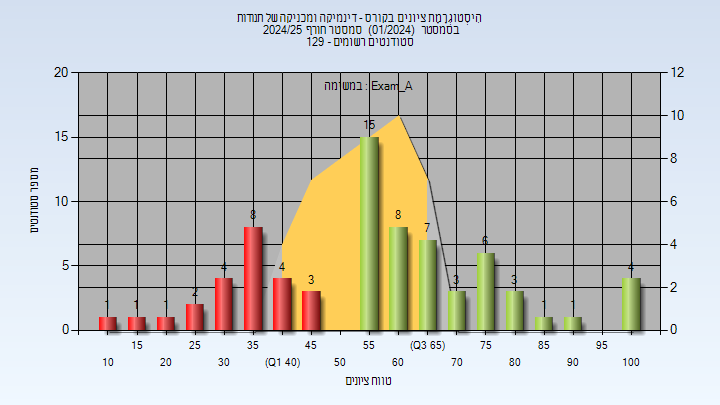 היסטוגרמת ציונים בקורס - דינמיקה ומכניקה של תנודות
בסמסטר (01/2024) סמסטר חורף 2024/25
סטודנטים רשומים - 129
במשימה : Exam_A
20 15 10 5 0
מספר סטודנטים
12 10 8 6 4 2 0
1 1 1 2 4 8 4 3 15 8 7 3 6 3 1 1 4
15 25 35 45 55 (Q3 65) 75 85 95
10 20 30 (Q1 40) 50 60 70 80 90 100
טווח ציונים